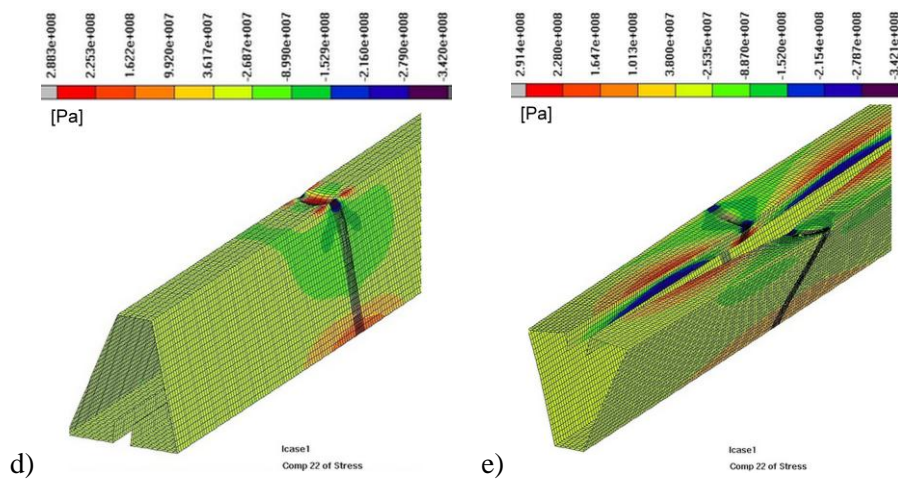 2.883e+008
2.253e+008
1.622e+008
9.920e+007
3.617e+007
-2.687e+007
-8.990e+007
-1.529e+008
-2.160e+008
-2.790e+008
-3.420e+008
[Pa]
lcase1
Comp 22 of Stress
d)
2.914e+008
2.280e+008
1.647e+008
1.013e+008
3.800e+007
-2.535e+007
-8.870e+007
-1.520e+008
-2.154e+008
-2.787e+008
-3.421e+008
[Pa]
lcase1
Comp 22 of Stress
e)